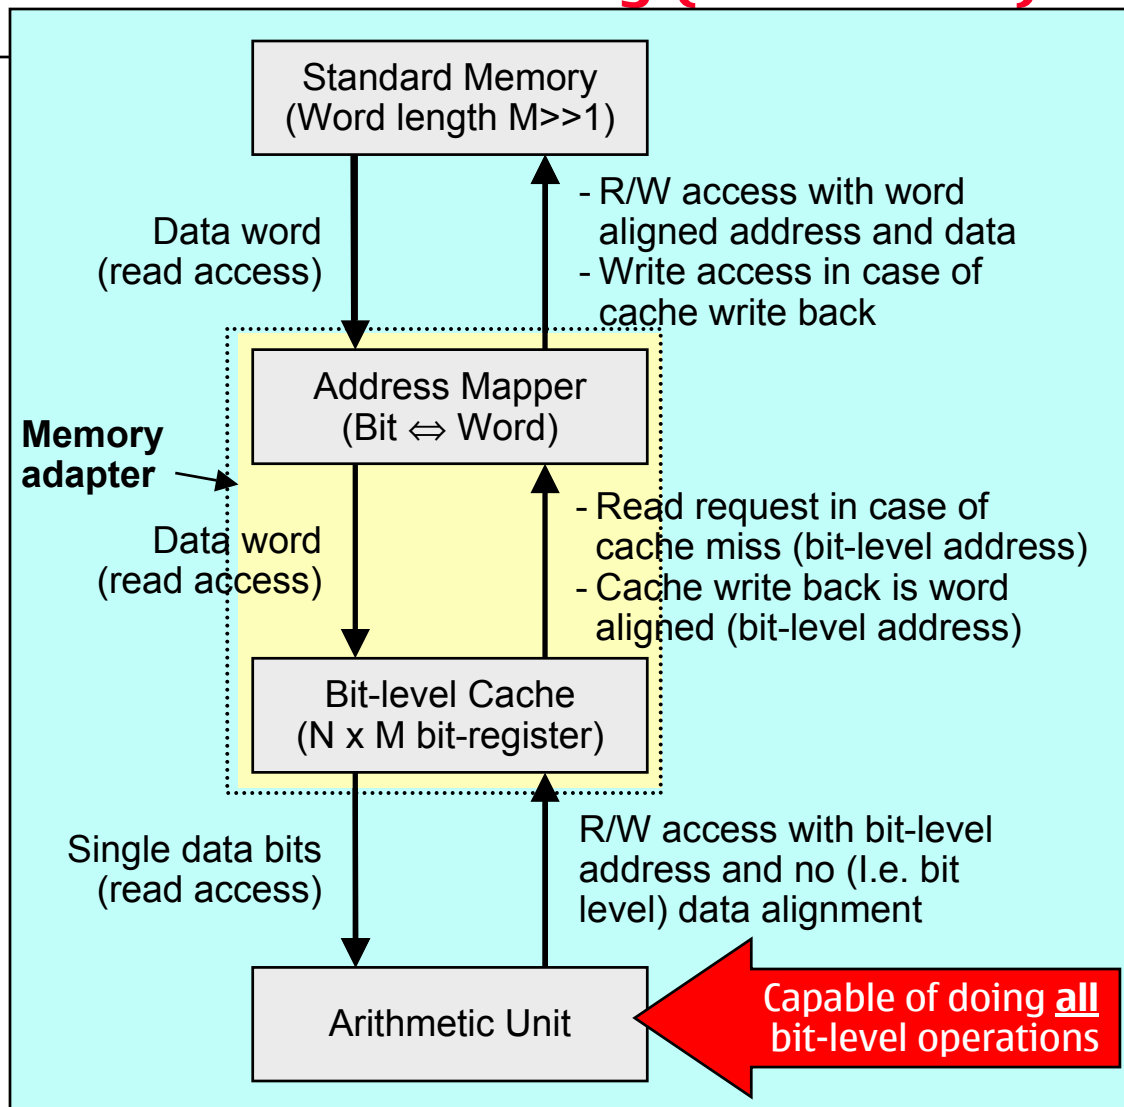 Standard Memory
(Word length M>>1)
Data word
(read access)
- R/W access with word
aligned address and data
- Write access in case of
cache write back
Address Mapper
(Bit ⇔ Word)
Memory
adapter
Data word
(read access)
- Read request in case of
cache miss (bit-level address)
- Cache write back is word
aligned (bit-level address)
Bit-level Cache
(N x M bit-register)
Single data bits
(read access)
R/W access with bit-level
address and no (I.e. bit
level) data alignment
Arithmetic Unit
Capable of doing all
bit-level operations